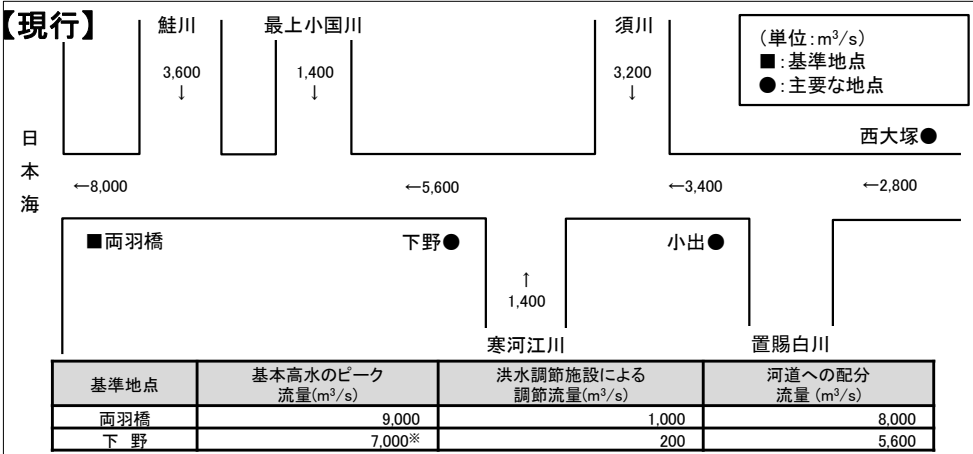 【現行】
鮭川
最上小国川
須川
(単位:m³/s)
■:基準地点
●:主要な地点
3,600
↓
1,400
↓
3,200
↓
西大塚●
日本海
←8,000
←5,600
←3,400
←2,800
■両羽橋
下野●
小出●
↑
1,400
寒河江川
置賜白川
基準地点
基本高水のピーク
流量(m³/s)
洪水調節施設による
調節流量(m³/s)
河道への配分
流量 (m³/s)
両羽橋 9,000 1,000 8,000
下 野 7,000※ 200 5,600